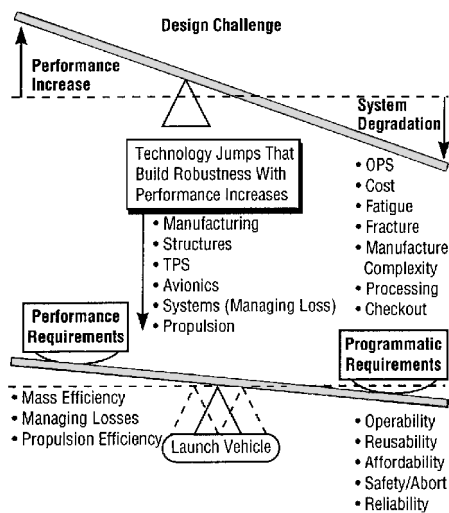 Design Challenge
Performance
Increase
System
Degradation
Technology Jumps That
Build Robustness With
Performance Increases
• Manufacturing
• Structures
• TPS
• Avionics
• Systems (Managing Loss)
• Propulsion
• OPS
• Cost
• Fatigue
• Fracture
• Manufacture
Complexity
• Processing
• Checkout
Performance
Requirements
Programmatic
Requirements
• Mass Efficiency
• Managing Losses
• Propulsion Efficiency
Launch Vehicle
• Operability
• Reusability
• Affordability
• Safety/Abort
• Reliability